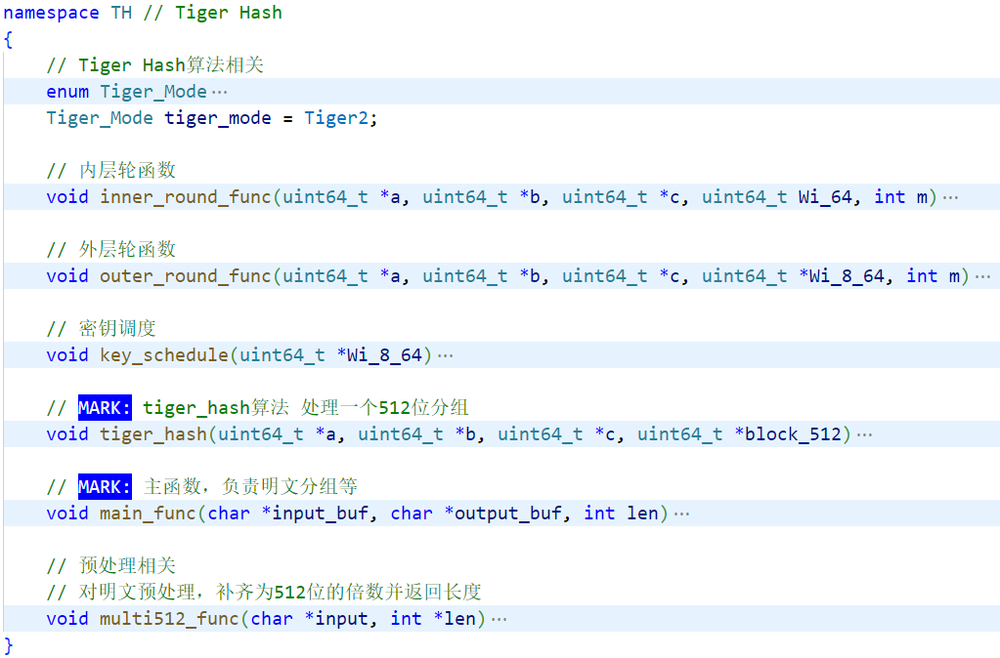 namespace TH // Tiger Hash
{
// Tiger Hash算法相关
enum Tiger_Mode ···
Tiger_Mode tiger_mode = Tiger2;
// 内层轮函数
void inner_round_func(uint64_t *a, uint64_t *b, uint64_t *c, uint64_t Wi_64, int m) ···
// 外层轮函数
void outer_round_func(uint64_t *a, uint64_t *b, uint64_t *c, uint64_t *Wi_8_64, int m) ···
// 密钥调度
void key_schedule(uint64_t *Wi_8_64) ···
// MARK: tiger_hash算法 处理一个512位分组
void tiger_hash(uint64_t *a, uint64_t *b, uint64_t *c, uint64_t *block_512) ···
// MARK: 主函数，负责明文分组等
void main_func(char *input_buf, char *output_buf, int len) ···
// 预处理相关
// 对明文预处理，补齐为512位的倍数并返回长度
void multi512_func(char *input, int *len) ···
}